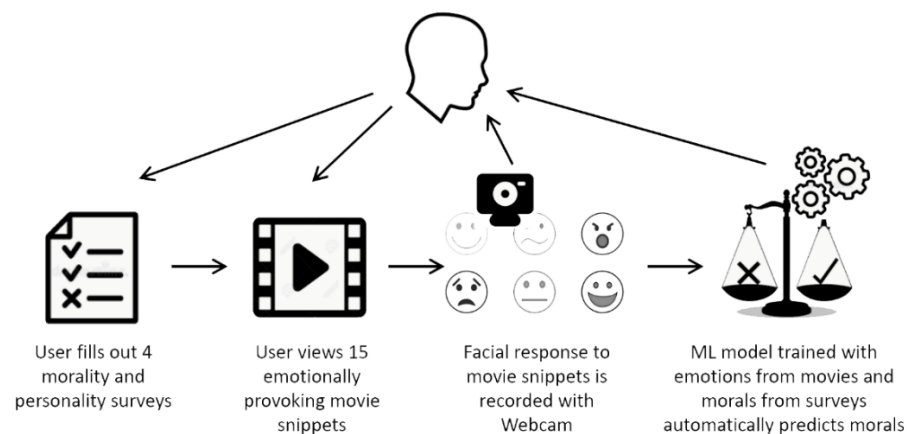 User fills out 4
morality and
personality surveys
User views 15
emotionally
provoking movie
snippets
Facial response to
movie snippets is
recorded with
Webcam
ML model trained with
emotions from movies and
morals from surveys
automatically predicts morals